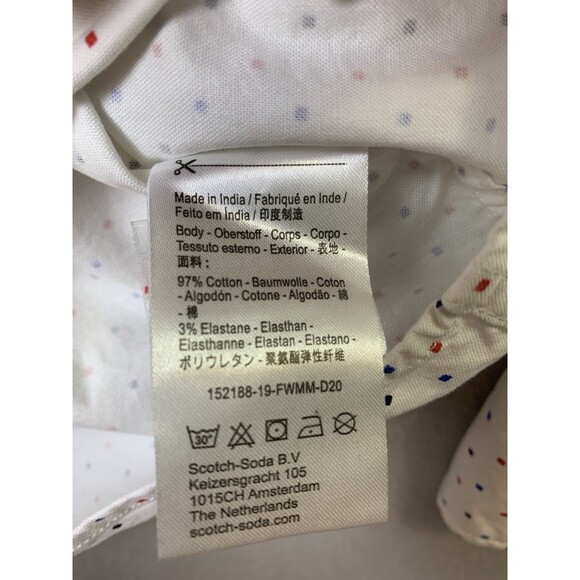 Made in India / Fabriqué en Inde /
Feito em Índia / 印度制造
Body - Oberstoff - Corps - Corpo -
Tessuto esterno - Exterior - 表地 -
面料 :
97% Cotton - Baumwolle - Coton
- Algodón - Cotone - Algodão - 綿
- 棉
3% Elastane - Elasthan -
Elasthanne - Elastan - Elastano -
ポリウレタン - 聚氨酯弹性纤维
152188-19-FWMM-D20
30°
Scotch-Soda B.V
Keizersgracht 105
1015CH Amsterdam
The Netherlands
scotch-soda.com